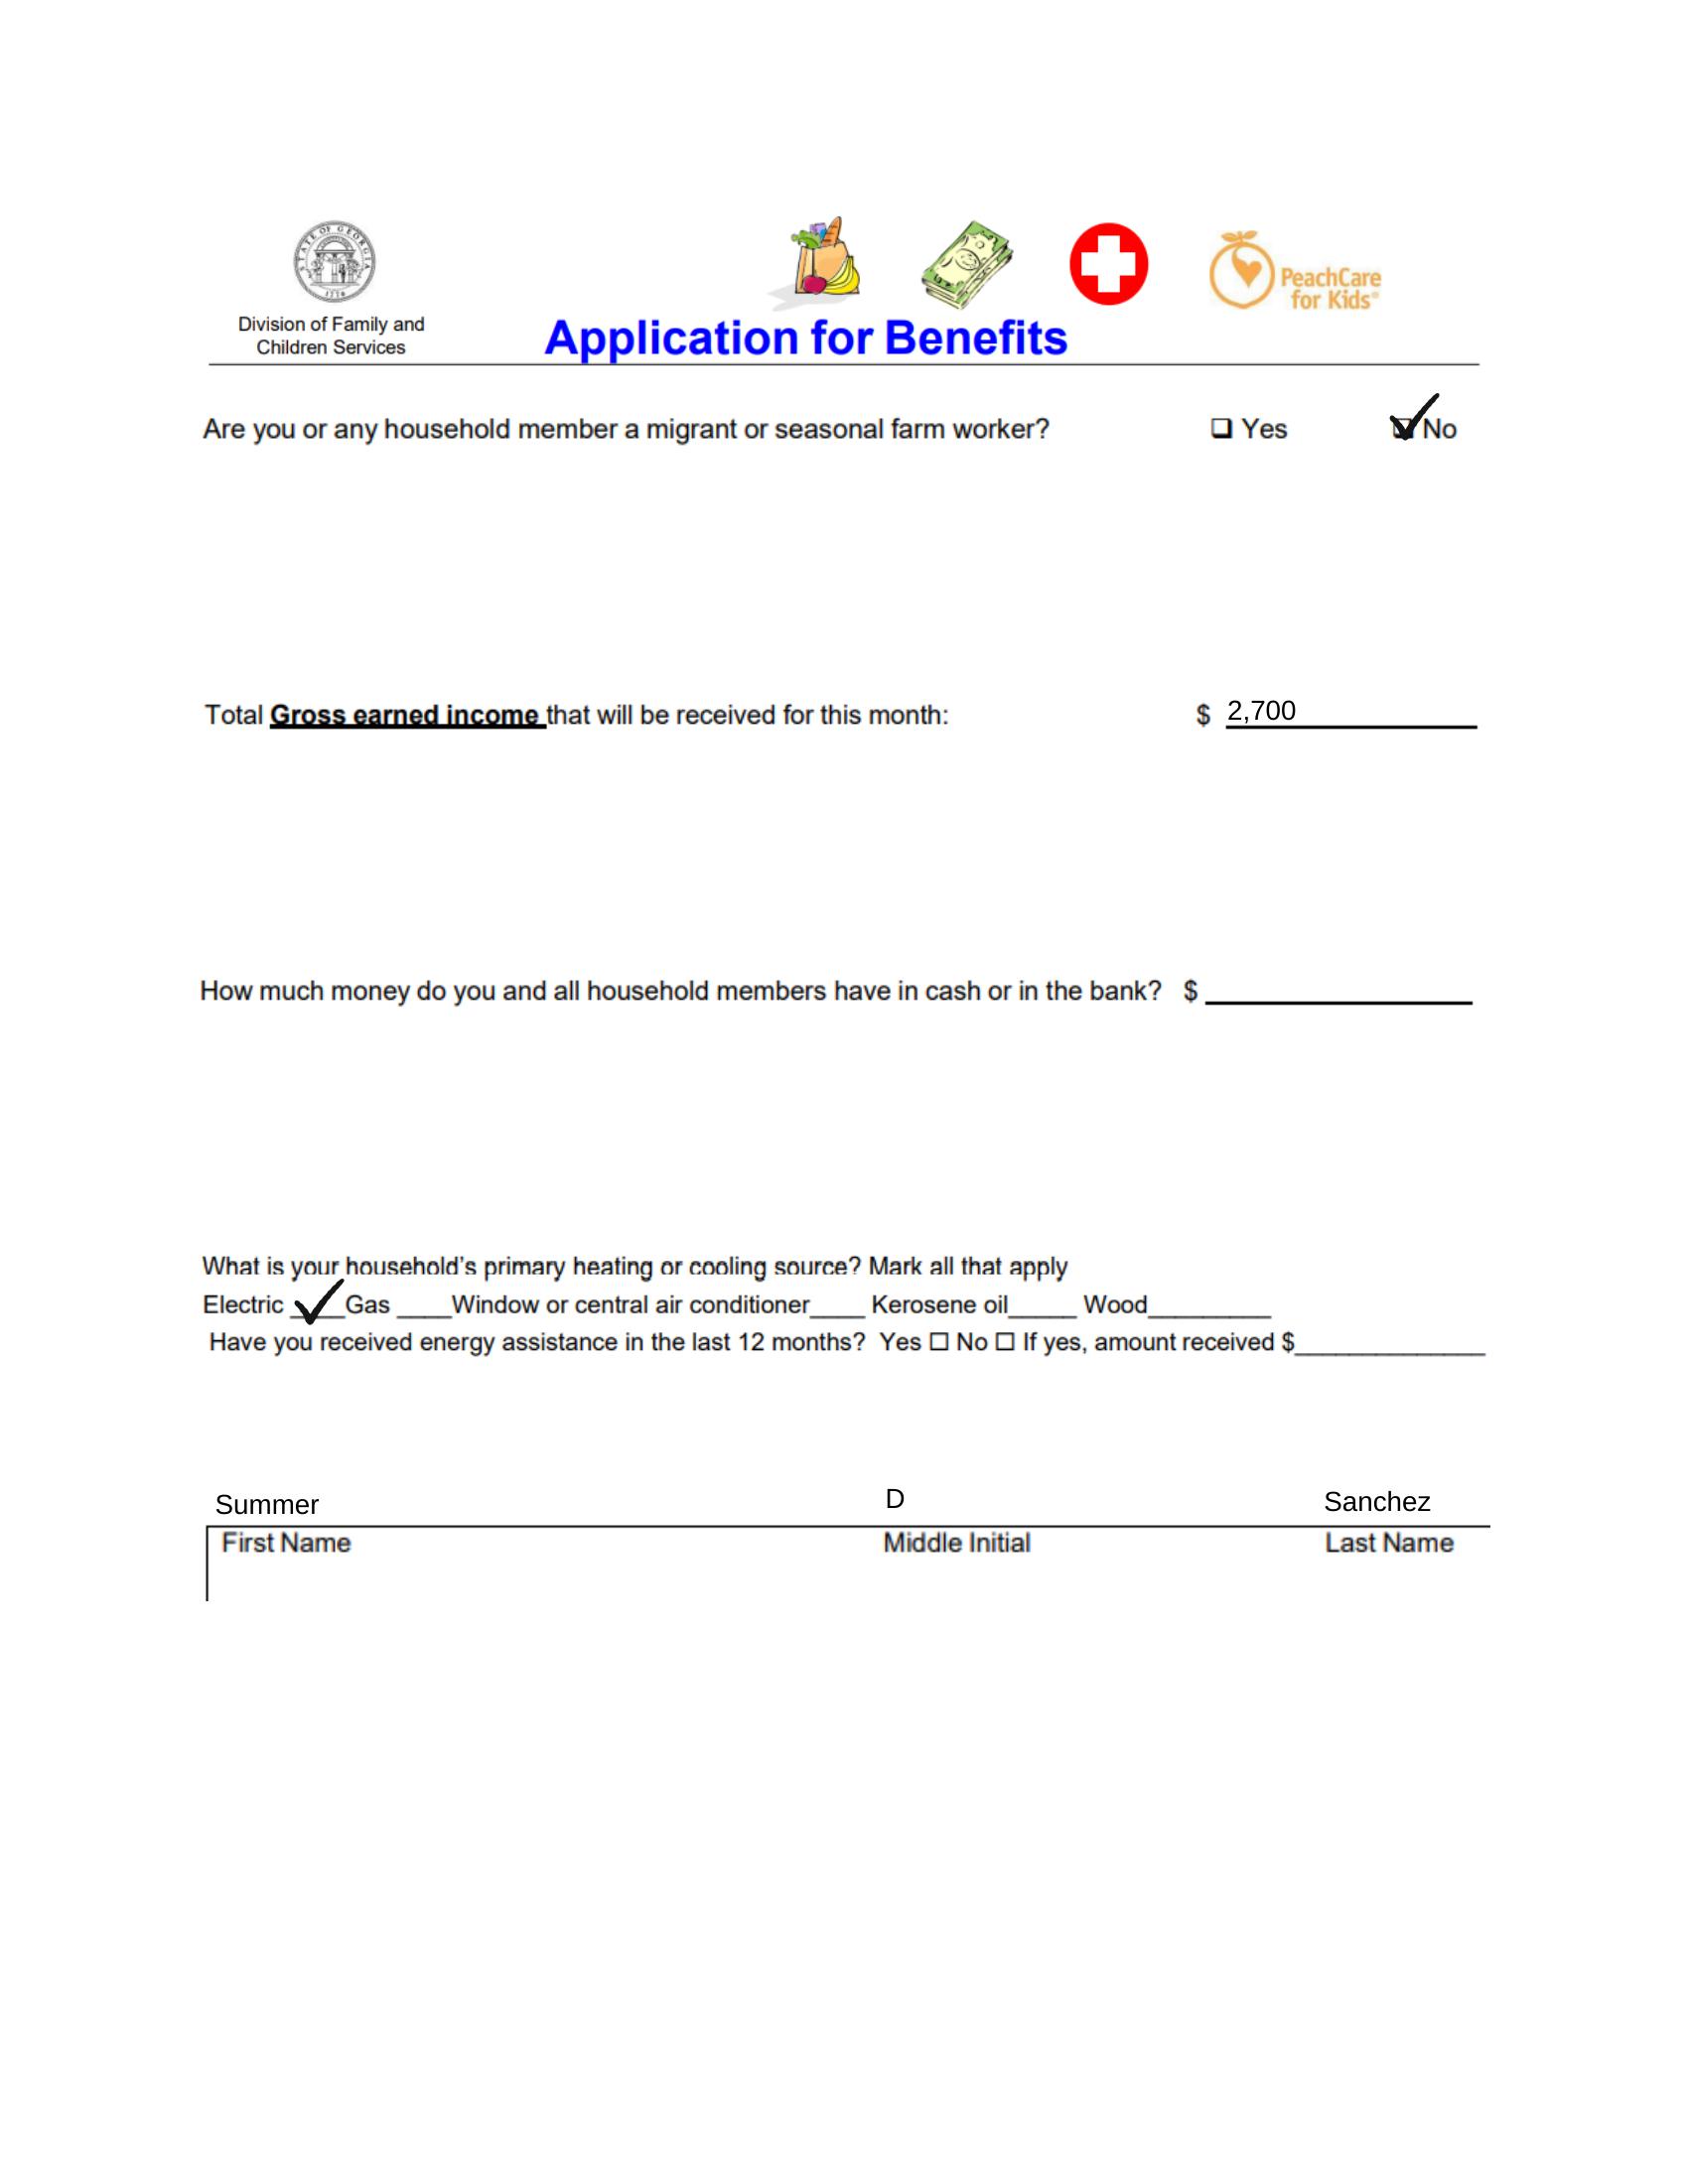 STATE OF GEORGIA
1776
PeachCare
for Kids®
Division of Family and
Children Services
Application for Benefits
Are you or any household member a migrant or seasonal farm worker? ❑ Yes ☑ No
Total Gross earned income that will be received for this month: $ 2,700
How much money do you and all household members have in cash or in the bank? $ ____________
What is your household's primary heating or cooling source? Mark all that apply
Electric __✓__Gas ____Window or central air conditioner____ Kerosene oil_____ Wood_________
Have you received energy assistance in the last 12 months? Yes ☐ No ☐ If yes, amount received $______________
Summer D Sanchez
First Name Middle Initial Last Name